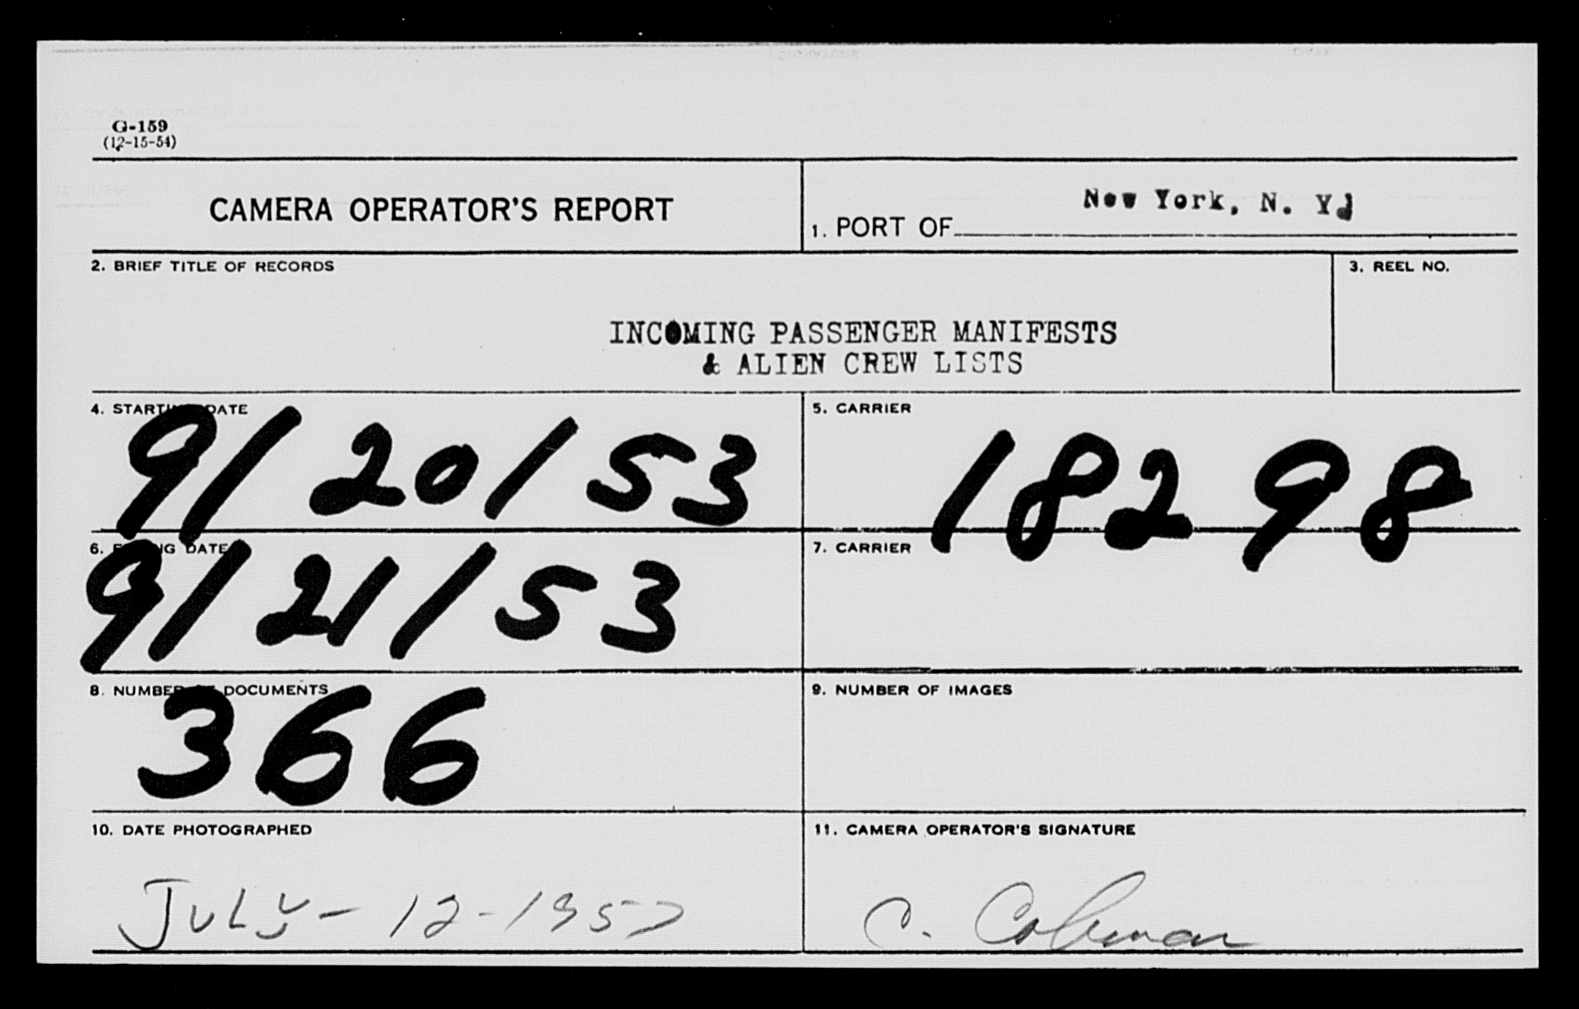 G-159
(12-15-54)
CAMERA OPERATOR'S REPORT
1. PORT OF New York, N. Y.
2. BRIEF TITLE OF RECORDS
3. REEL NO.
INCOMING PASSENGER MANIFESTS
& ALIEN CREW LISTS
4. STARTING DATE
9/20/53
5. CARRIER
18298
6. ENDING DATE
9/21/53
7. CARRIER
8. NUMBER OF DOCUMENTS
366
9. NUMBER OF IMAGES
10. DATE PHOTOGRAPHED
JULY - 12 - 1957
11. CAMERA OPERATOR'S SIGNATURE
C. Coleman